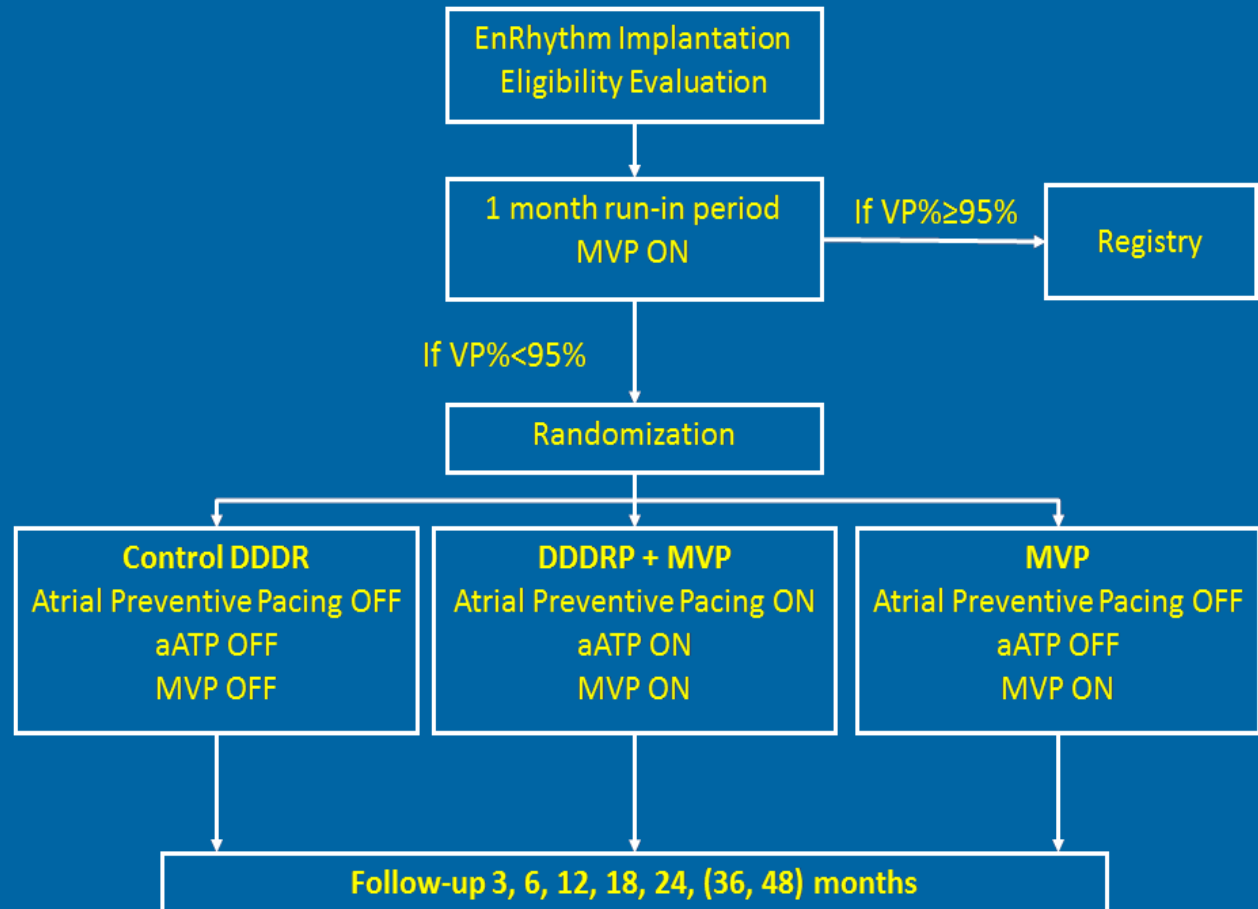 EnRhythm Implantation
Eligibility Evaluation
1 month run-in period
MVP ON
If VP%≥95%
Registry
If VP%<95%
Randomization
Control DDDR
Atrial Preventive Pacing OFF
aATP OFF
MVP OFF
DDDRP + MVP
Atrial Preventive Pacing ON
aATP ON
MVP ON
MVP
Atrial Preventive Pacing OFF
aATP OFF
MVP ON
Follow-up 3, 6, 12, 18, 24, (36, 48) months